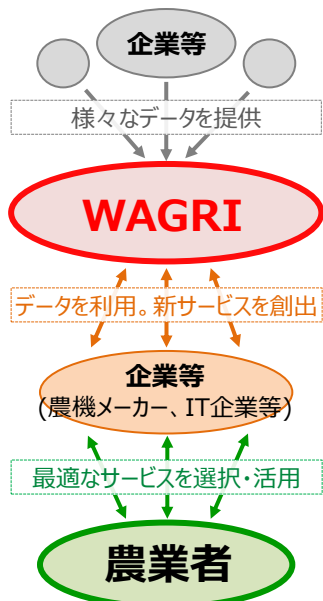 企業等
様々なデータを提供
WAGRI
データを利用。新サービスを創出
企業等
(農機メーカー、IT企業等)
最適なサービスを選択・活用
農業者